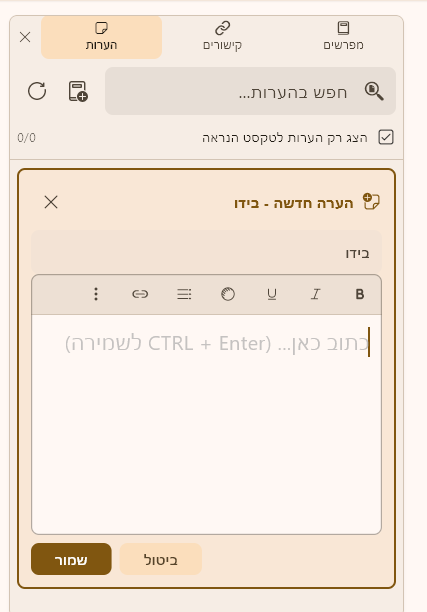 מפרשים
קישורים
הערות
חפש בהערות...
הצג רק הערות לטקסט הנראה
0/0
הערה חדשה - בידו
בידו
B I U
כתוב כאן... (CTRL + Enter לשמירה)
ביטול
שמור